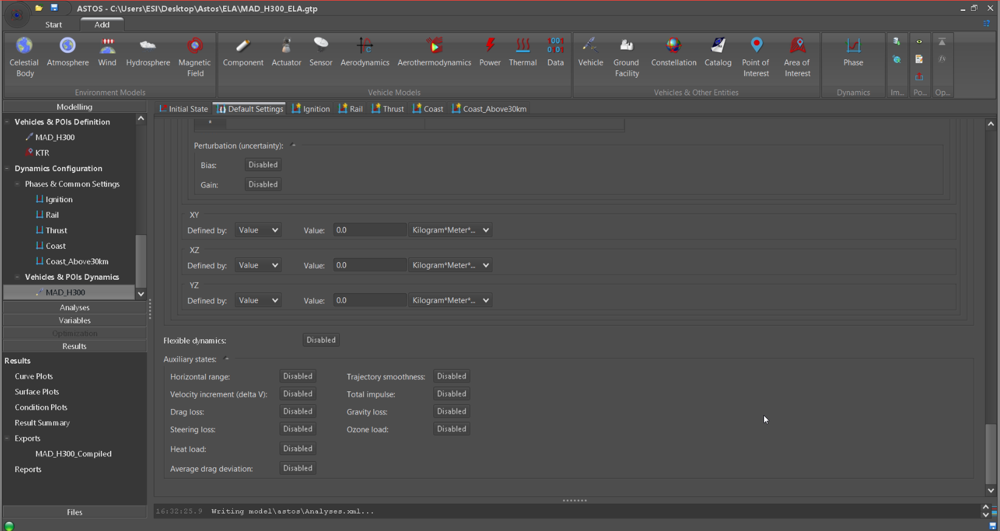 ASTOS - C:\Users\ESI\Desktop\Astos\ELA\MAD_H300_ELA.gtp
Start Add
Celestial Body
Atmosphere
Wind
Hydrosphere
Magnetic Field
Environment Models
Component
Actuator
Sensor
Aerodynamics
Aerothermodynamics
Power
Thermal
1001
0101
Data
Vehicle Models
Vehicle
Ground Facility
Constellation
Catalog
Point of Interest
Area of Interest
Vehicles & Other Entities
Phase
Dynamics
Im...
Po...
Op...
Modelling
Vehicles & POIs Definition
MAD_H300
KTR
Dynamics Configuration
Phases & Common Settings
Ignition
Rail
Thrust
Coast
Coast_Above30km
Vehicles & POIs Dynamics
MAD_H300
Analyses
Variables
Optimization
Results
Results
Curve Plots
Surface Plots
Condition Plots
Result Summary
Exports
MAD_H300_Compiled
Reports
Files
Initial State Default Settings Ignition Rail Thrust Coast Coast_Above30km
*
Perturbation (uncertainty):
Bias: Disabled
Gain: Disabled
XY
Defined by: Value Value: 0.0 Kilogram*Meter*...
XZ
Defined by: Value Value: 0.0 Kilogram*Meter*...
YZ
Defined by: Value Value: 0.0 Kilogram*Meter*...
Flexible dynamics: Disabled
Auxiliary states:
Horizontal range: Disabled Trajectory smoothness: Disabled
Velocity increment (delta V): Disabled Total impulse: Disabled
Drag loss: Disabled Gravity loss: Disabled
Steering loss: Disabled Ozone load: Disabled
Heat load: Disabled
Average drag deviation: Disabled
16:32:25.9 Writing model\astos\Analyses.xml...